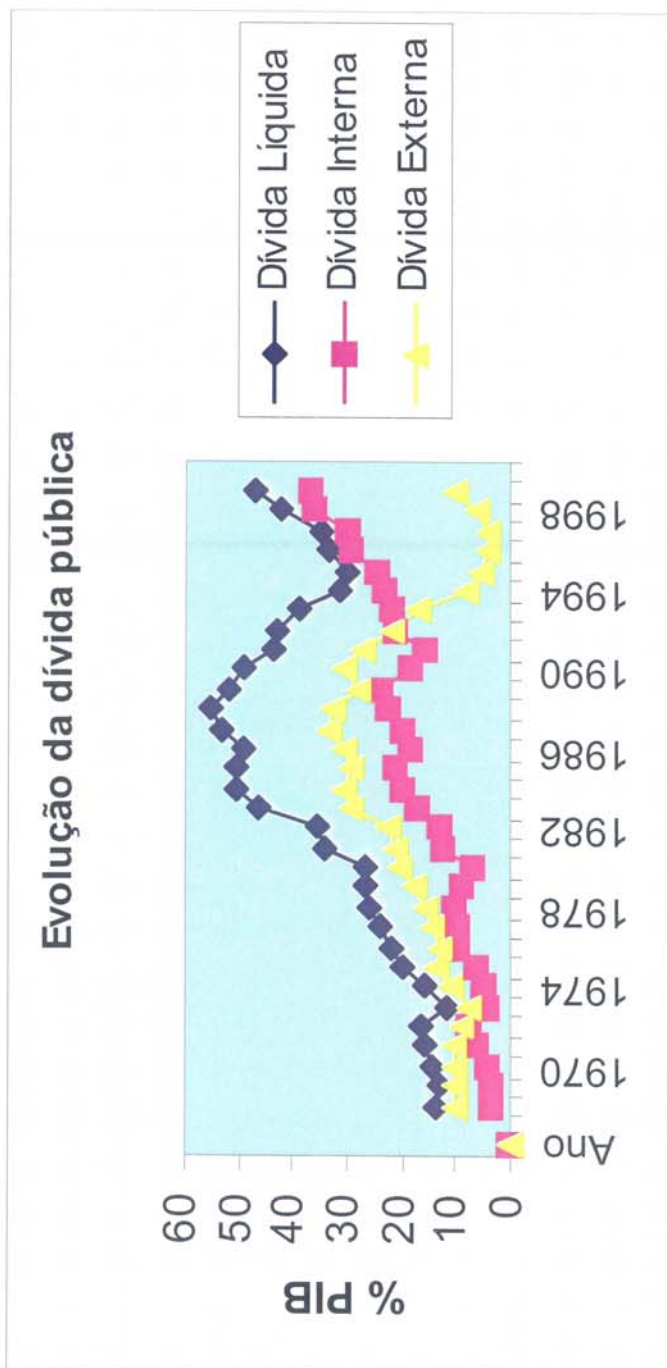 Evolução da dívida pública
% PIB
60
50
40
30
20
10
0
Ano
1970
1974
1978
1982
1986
1990
1994
1998
Dívida Líquida
Dívida Interna
Dívida Externa